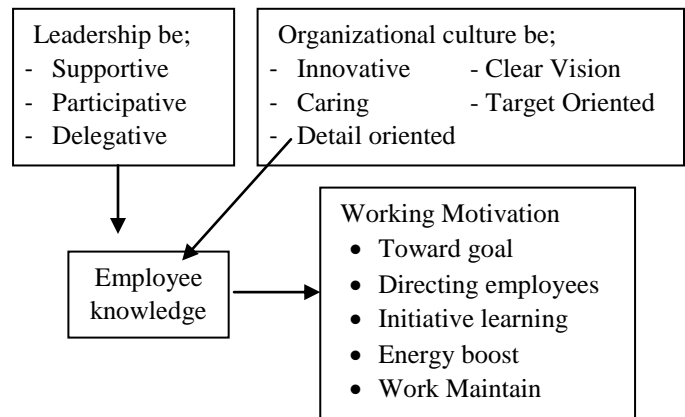 Leadership be;
- Supportive
- Participative
- Delegative
Organizational culture be;
- Innovative - Clear Vision
- Caring - Target Oriented
- Detail oriented
Employee
knowledge
Working Motivation
• Toward goal
• Directing employees
• Initiative learning
• Energy boost
• Work Maintain